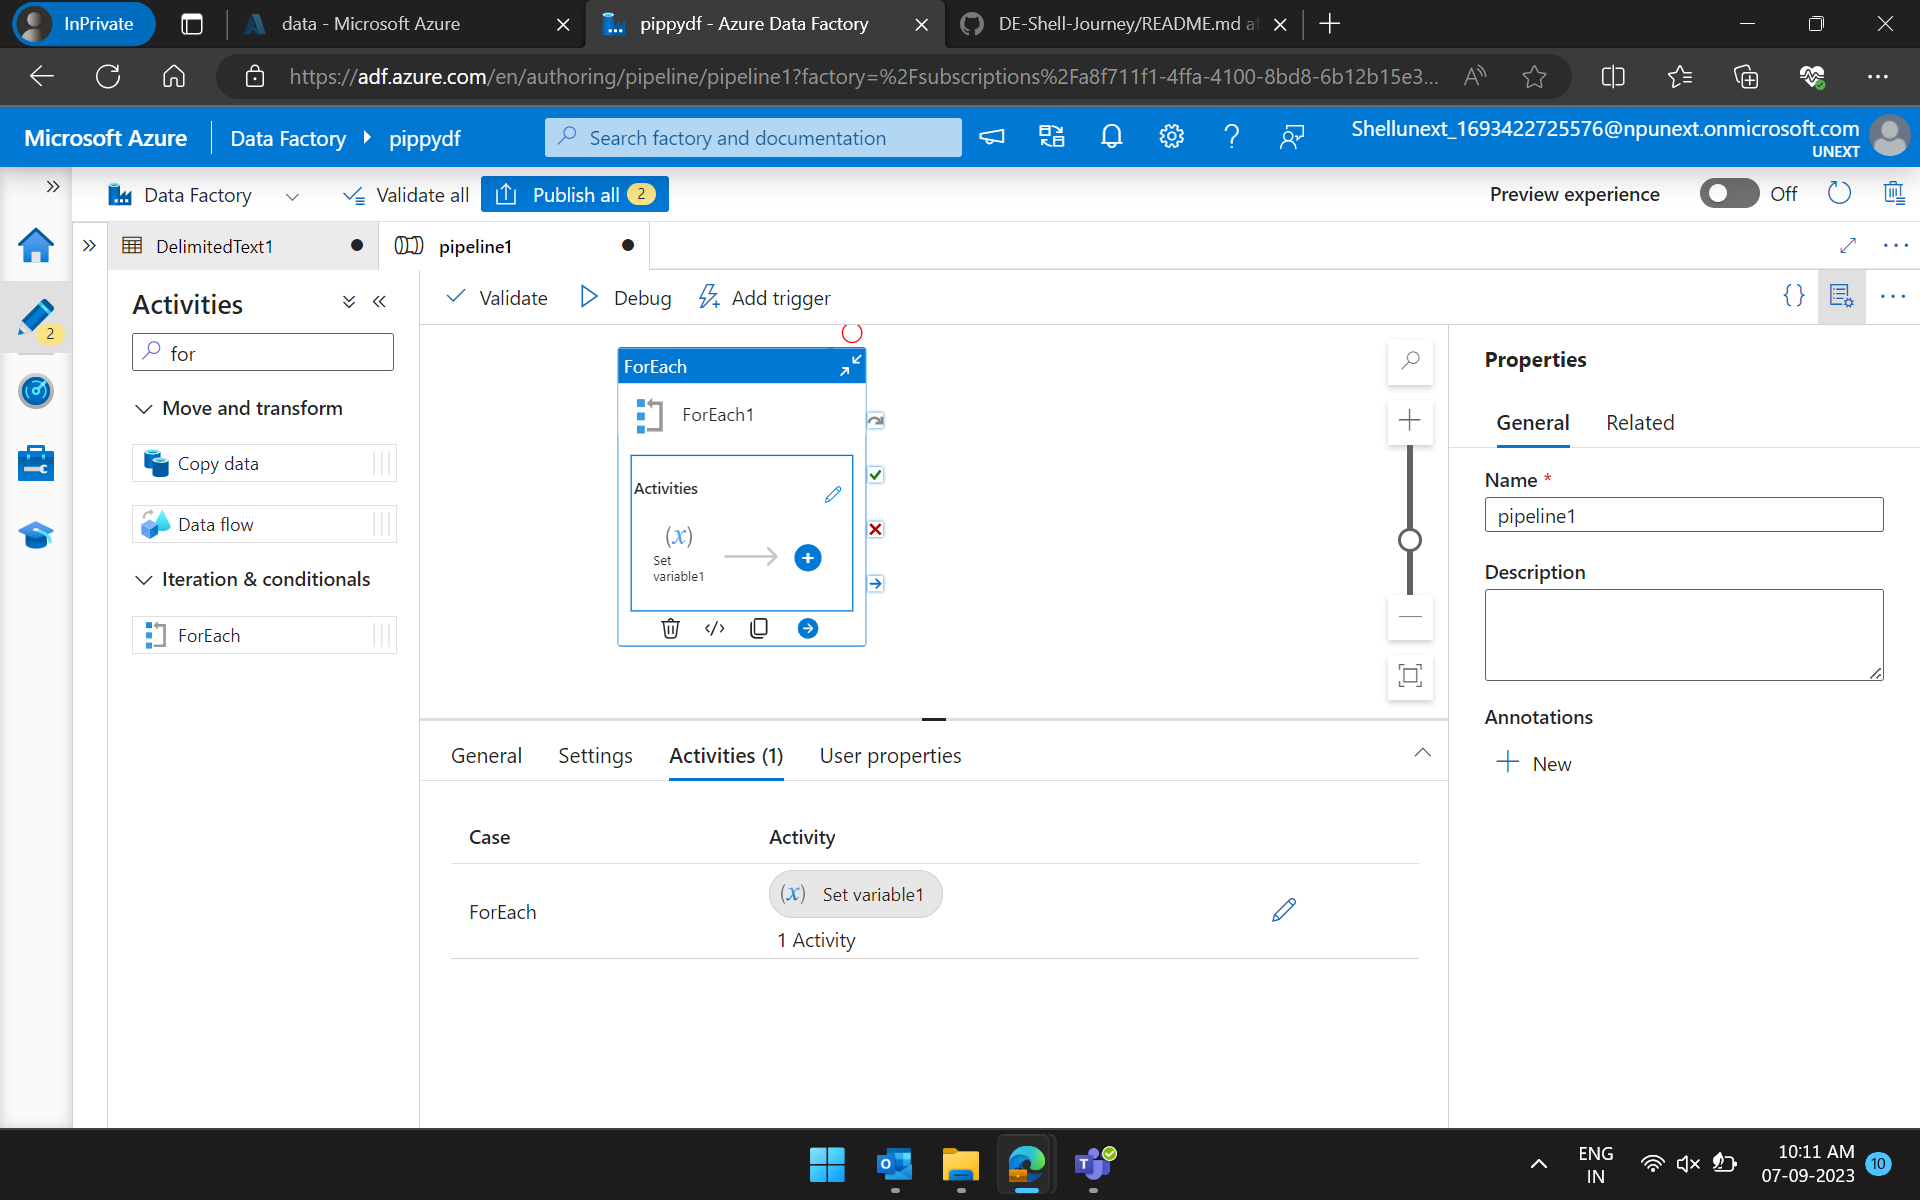 InPrivate
data - Microsoft Azure
pippydf - Azure Data Factory
DE-Shell-Journey/README.md at
https://adf.azure.com/en/authoring/pipeline/pipeline1?factory=%2Fsubscriptions%2Fa8f711f1-4ffa-4100-8bd8-6b12b15e3...
Microsoft Azure
Data Factory
pippydf
Search factory and documentation
Shellunext_1693422725576@npunext.onmicrosoft.com
UNEXT
Data Factory
Validate all
Publish all 2
Preview experience
Off
DelimitedText1
pipeline1
2
Activities
for
Move and transform
Copy data
Data flow
Iteration & conditionals
ForEach
Validate
Debug
Add trigger
ForEach
ForEach1
Activities
(x)
Set
variable1
Properties
General
Related
Name *
pipeline1
Description
Annotations
New
General
Settings
Activities (1)
User properties
Case
Activity
ForEach
(x) Set variable1
1 Activity
ENG
IN
10:11 AM
07-09-2023
10